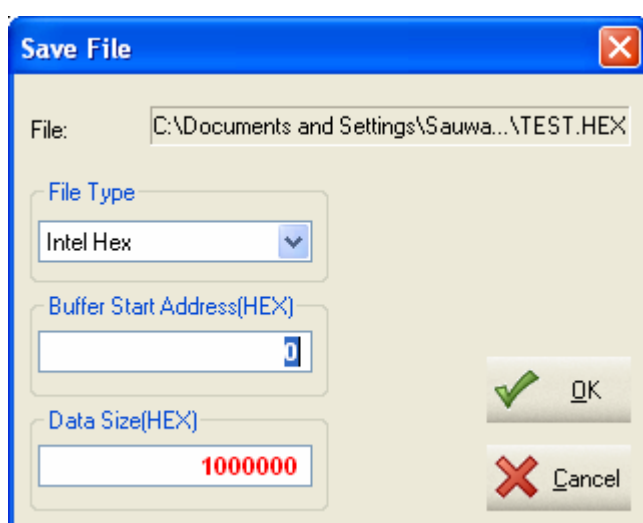 Save File
File: C:\Documents and Settings\Sauwa...\TEST.HEX
File Type
Intel Hex
Buffer Start Address(HEX)
0
OK
Data Size(HEX)
1000000
Cancel